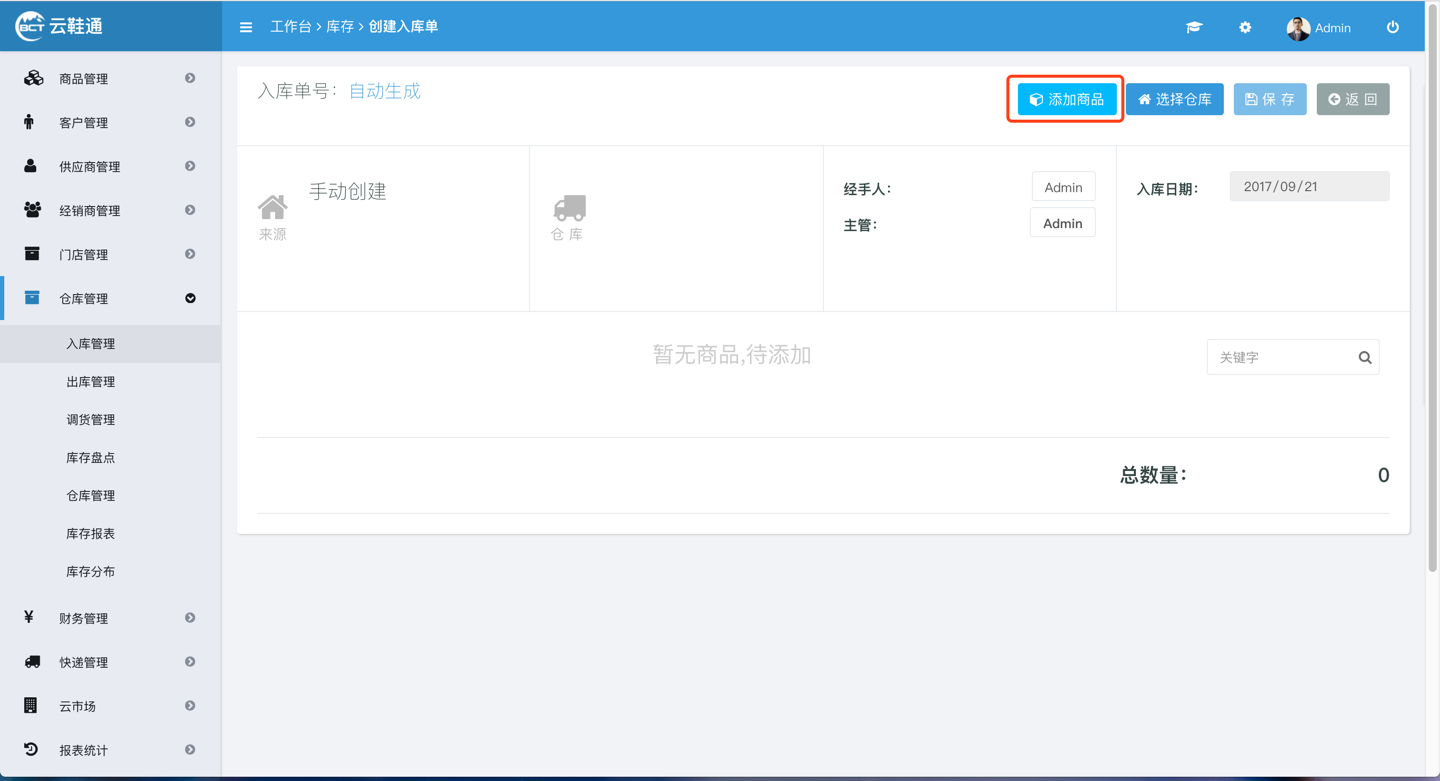 BCT 云鞋通
工作台 > 库存 > 创建入库单
Admin
商品管理
客户管理
供应商管理
经销商管理
门店管理
仓库管理
入库管理
出库管理
调货管理
库存盘点
仓库管理
库存报表
库存分布
财务管理
快递管理
云市场
报表统计
入库单号： 自动生成
添加商品 选择仓库 保 存 返 回
手动创建
来源
仓 库
经手人： Admin
主管： Admin
入库日期： 2017/09/21
暂无商品,待添加
关键字
总数量： 0